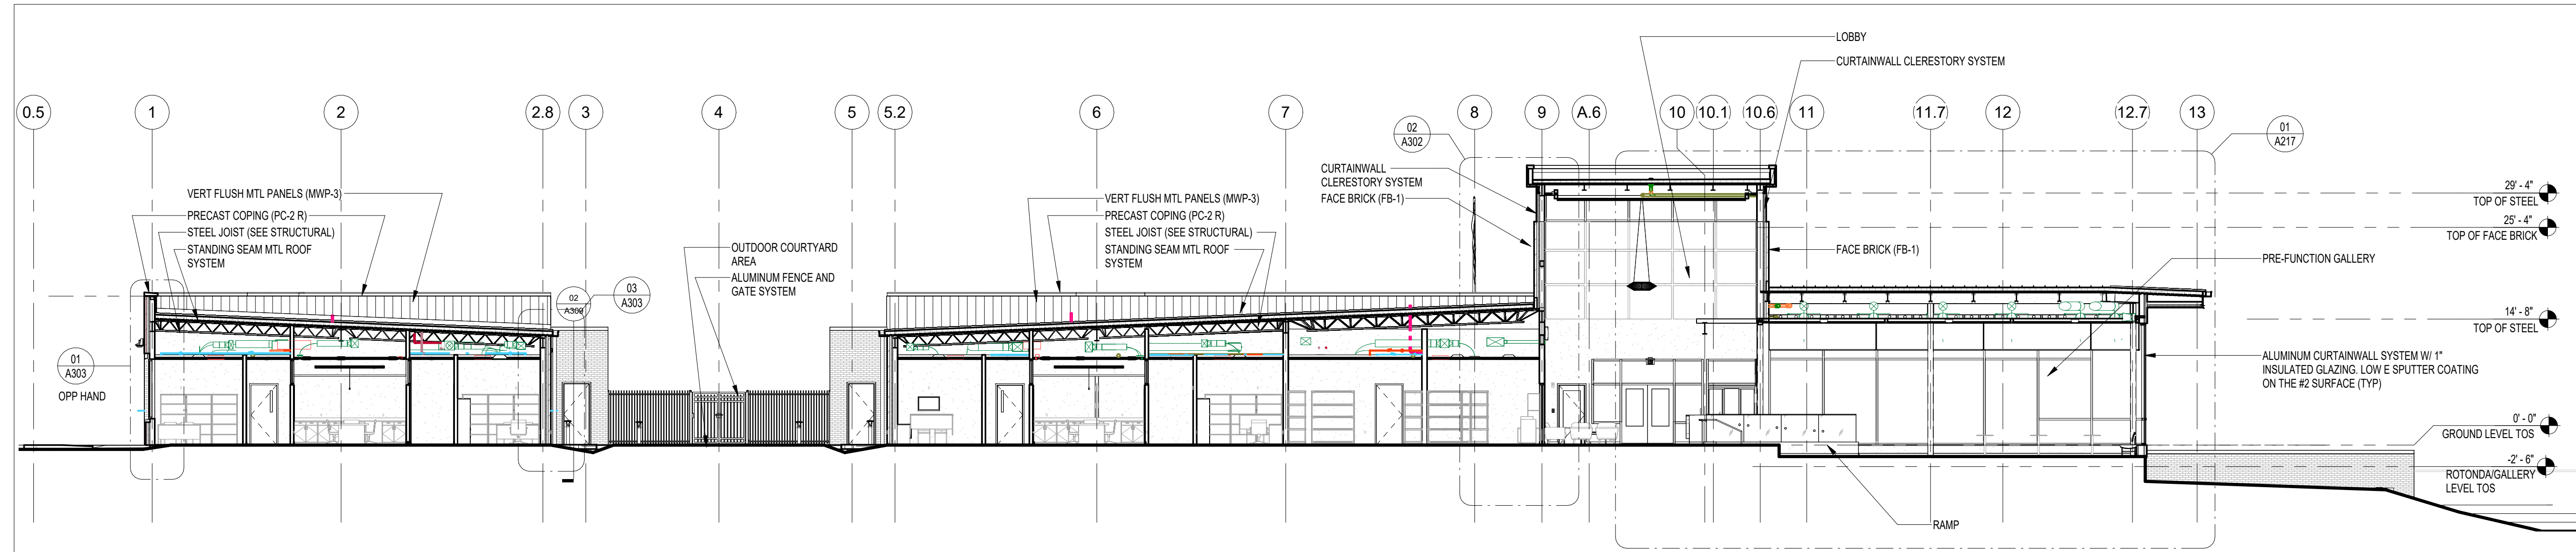 LOBBY
CURTAINWALL CLERESTORY SYSTEM
0.5
1
2
2.8
3
4
5
5.2
6
7
8
9
A.6
10
10.1
10.6
11
11.7
12
12.7
13
02
A302
01
A217
CURTAINWALL
CLERESTORY SYSTEM
FACE BRICK (FB-1)
VERT FLUSH MTL PANELS (MWP-3)
PRECAST COPING (PC-2 R)
STEEL JOIST (SEE STRUCTURAL)
STANDING SEAM MTL ROOF
SYSTEM
VERT FLUSH MTL PANELS (MWP-3)
PRECAST COPING (PC-2 R)
STEEL JOIST (SEE STRUCTURAL)
STANDING SEAM MTL ROOF
SYSTEM
29' - 4"
TOP OF STEEL
25' - 4"
TOP OF FACE BRICK
OUTDOOR COURTYARD
AREA
ALUMINUM FENCE AND
GATE SYSTEM
FACE BRICK (FB-1)
PRE-FUNCTION GALLERY
02
A309
03
A303
14' - 8"
TOP OF STEEL
01
A303
OPP HAND
ALUMINUM CURTAINWALL SYSTEM W/ 1"
INSULATED GLAZING. LOW E SPUTTER COATING
ON THE #2 SURFACE (TYP)
0' - 0"
GROUND LEVEL TOS
-2' - 6"
ROTONDA/GALLERY
LEVEL TOS
RAMP